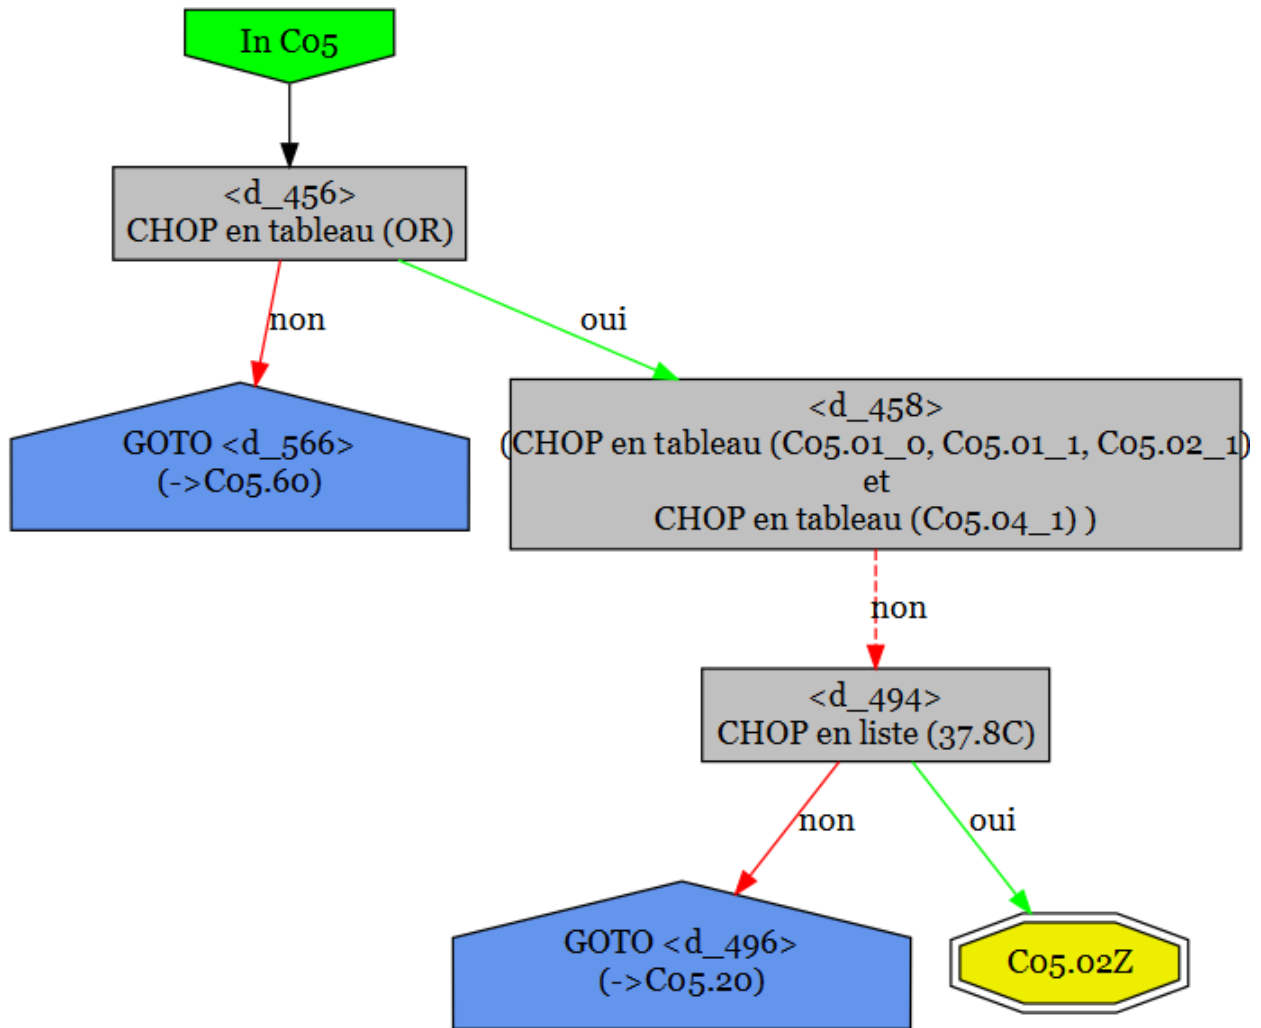 In C05
<d_456>
CHOP en tableau (OR)
non
oui
GOTO <d_566>
(->C05.60)
<d_458>
(CHOP en tableau (C05.01_0, C05.01_1, C05.02_1)
et
CHOP en tableau (C05.04_1) )
non
<d_494>
CHOP en liste (37.8C)
non
oui
GOTO <d_496>
(->C05.20)
C05.02Z